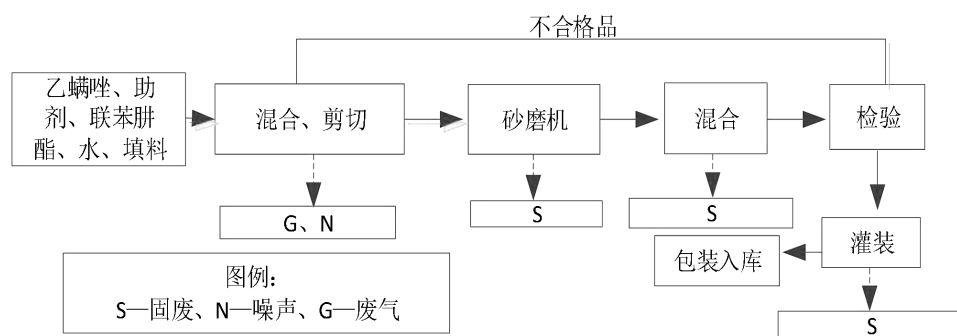 不合格品
乙螨唑、助
剂、联苯肼
酯、水、填料
混合、剪切
砂磨机
混合
检验
G、N
S
S
灌装
包装入库
S
图例：
S—固废、N—噪声、G—废气